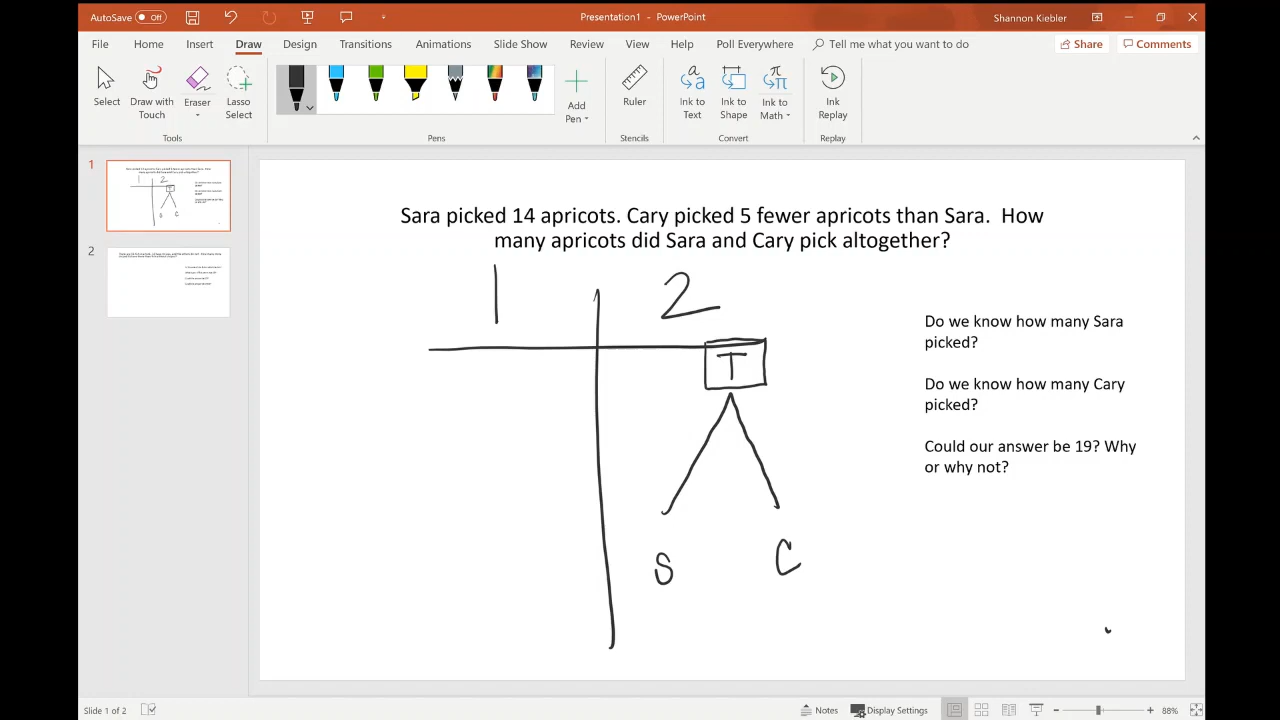 AutoSave Off
Presentation1 - PowerPoint
Shannon Kiebler
File Home Insert Draw Design Transitions Animations Slide Show Review View Help Poll Everywhere Tell me what you want to do Share Comments
Select
Draw with Touch
Eraser
Lasso Select
Add Pen
Ruler
Ink to Text
Ink to Shape
Ink to Math
Ink Replay
Tools Pens Stencils Convert Replay
1
2
Sara picked 14 apricots. Cary picked 5 fewer apricots than Sara. How
many apricots did Sara and Cary pick altogether?
1 2
T
S C
Do we know how many Sara
picked?
Do we know how many Cary
picked?
Could our answer be 19? Why
or why not?
Slide 1 of 2
Notes Display Settings 88%